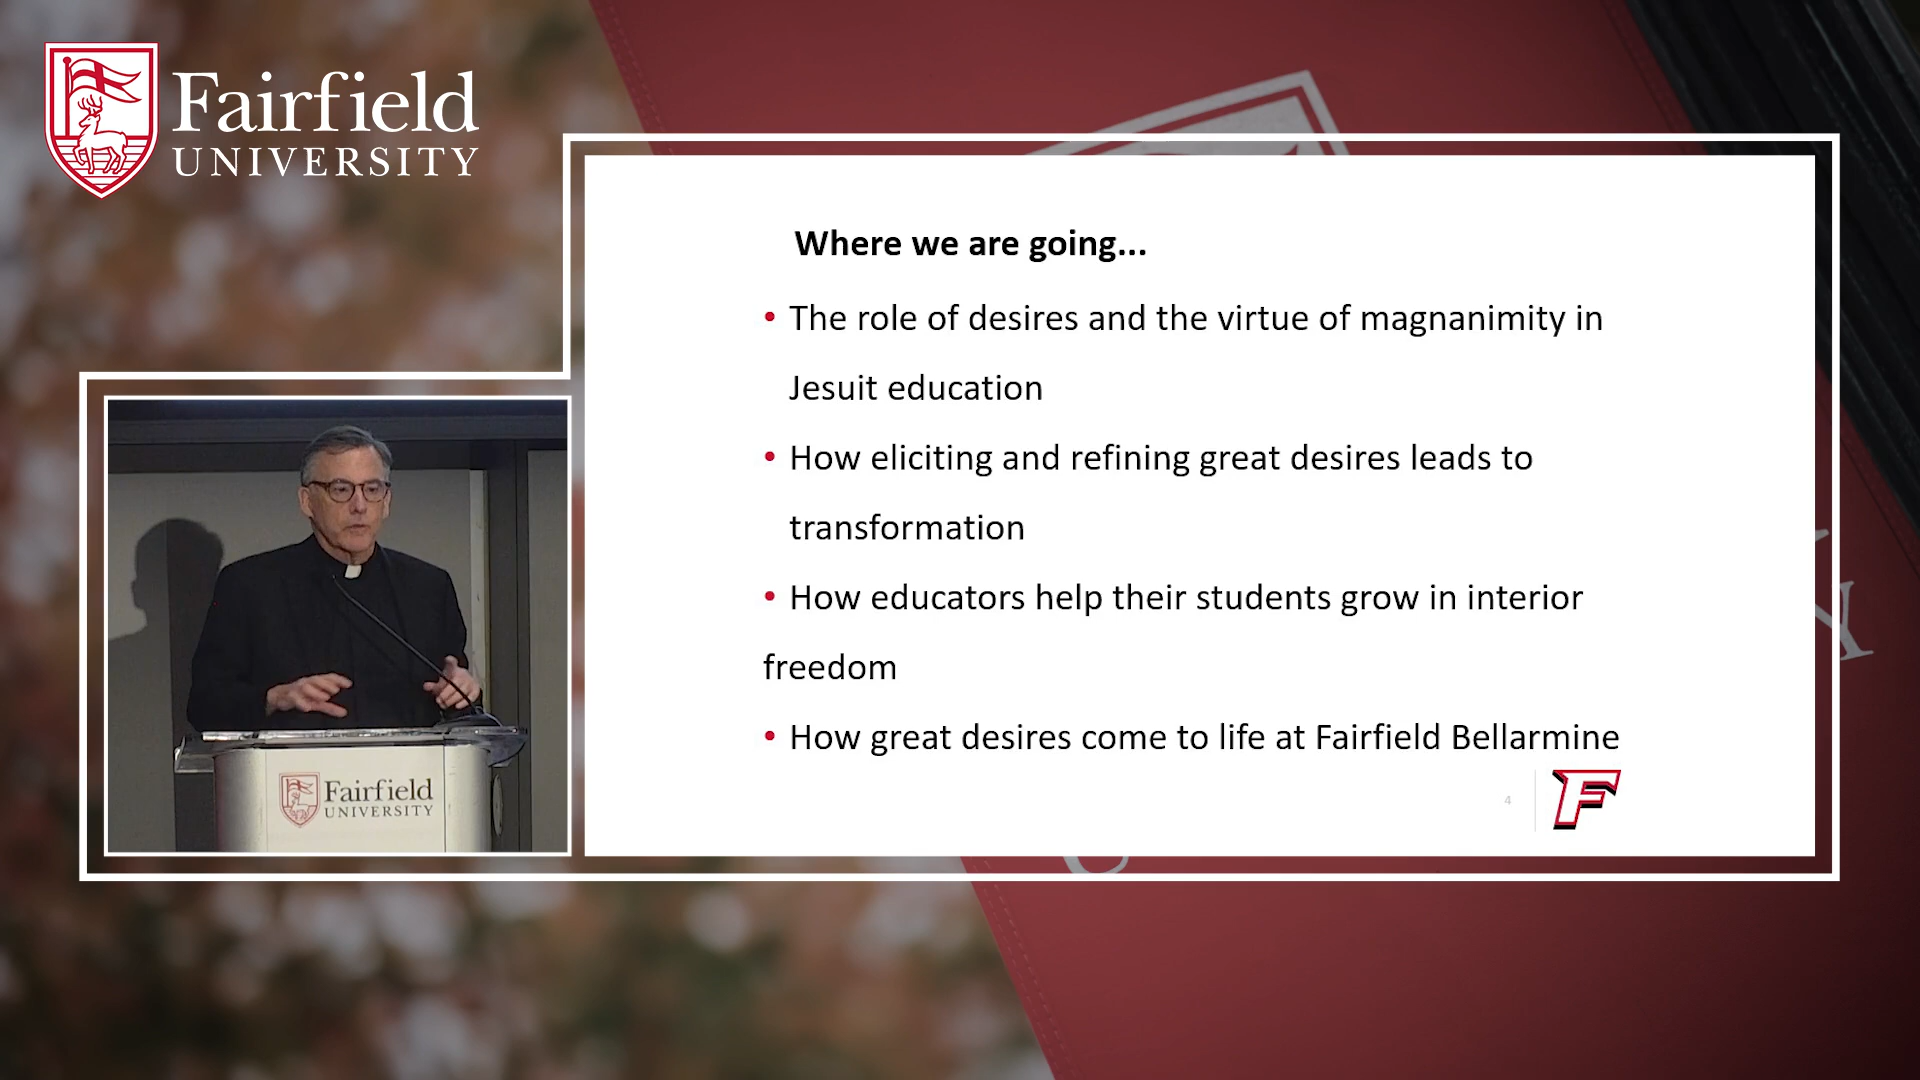 Fairfield
UNIVERSITY
Where we are going...
• The role of desires and the virtue of magnanimity in
Jesuit education
• How eliciting and refining great desires leads to
transformation
• How educators help their students grow in interior
freedom
• How great desires come to life at Fairfield Bellarmine
4
F
Fairfield
UNIVERSITY